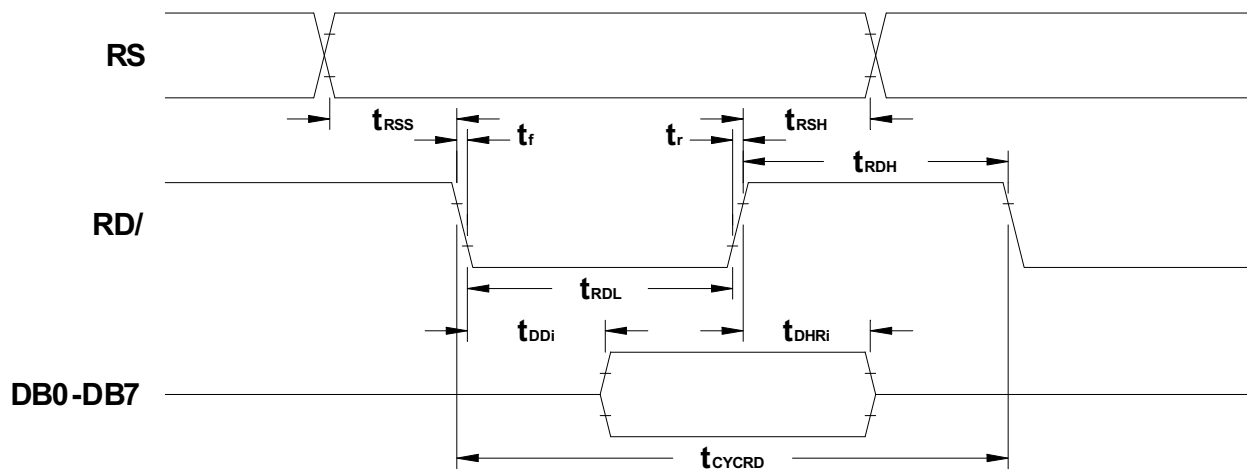 RS
tRSS
tf
tr
tRSH
tRDH
RD/
tRDL
tDDi
tDHRi
DB0-DB7
tCYCRD